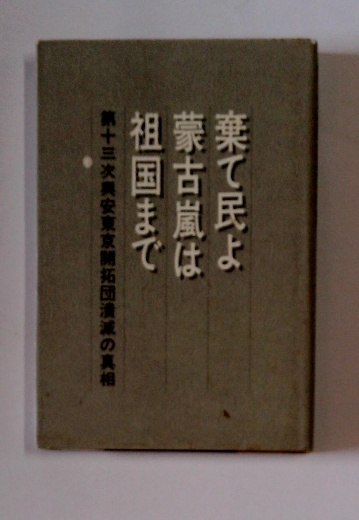 棄て民よ
蒙古嵐は
祖国まで
第十三次興安東京開拓団潰滅の真相